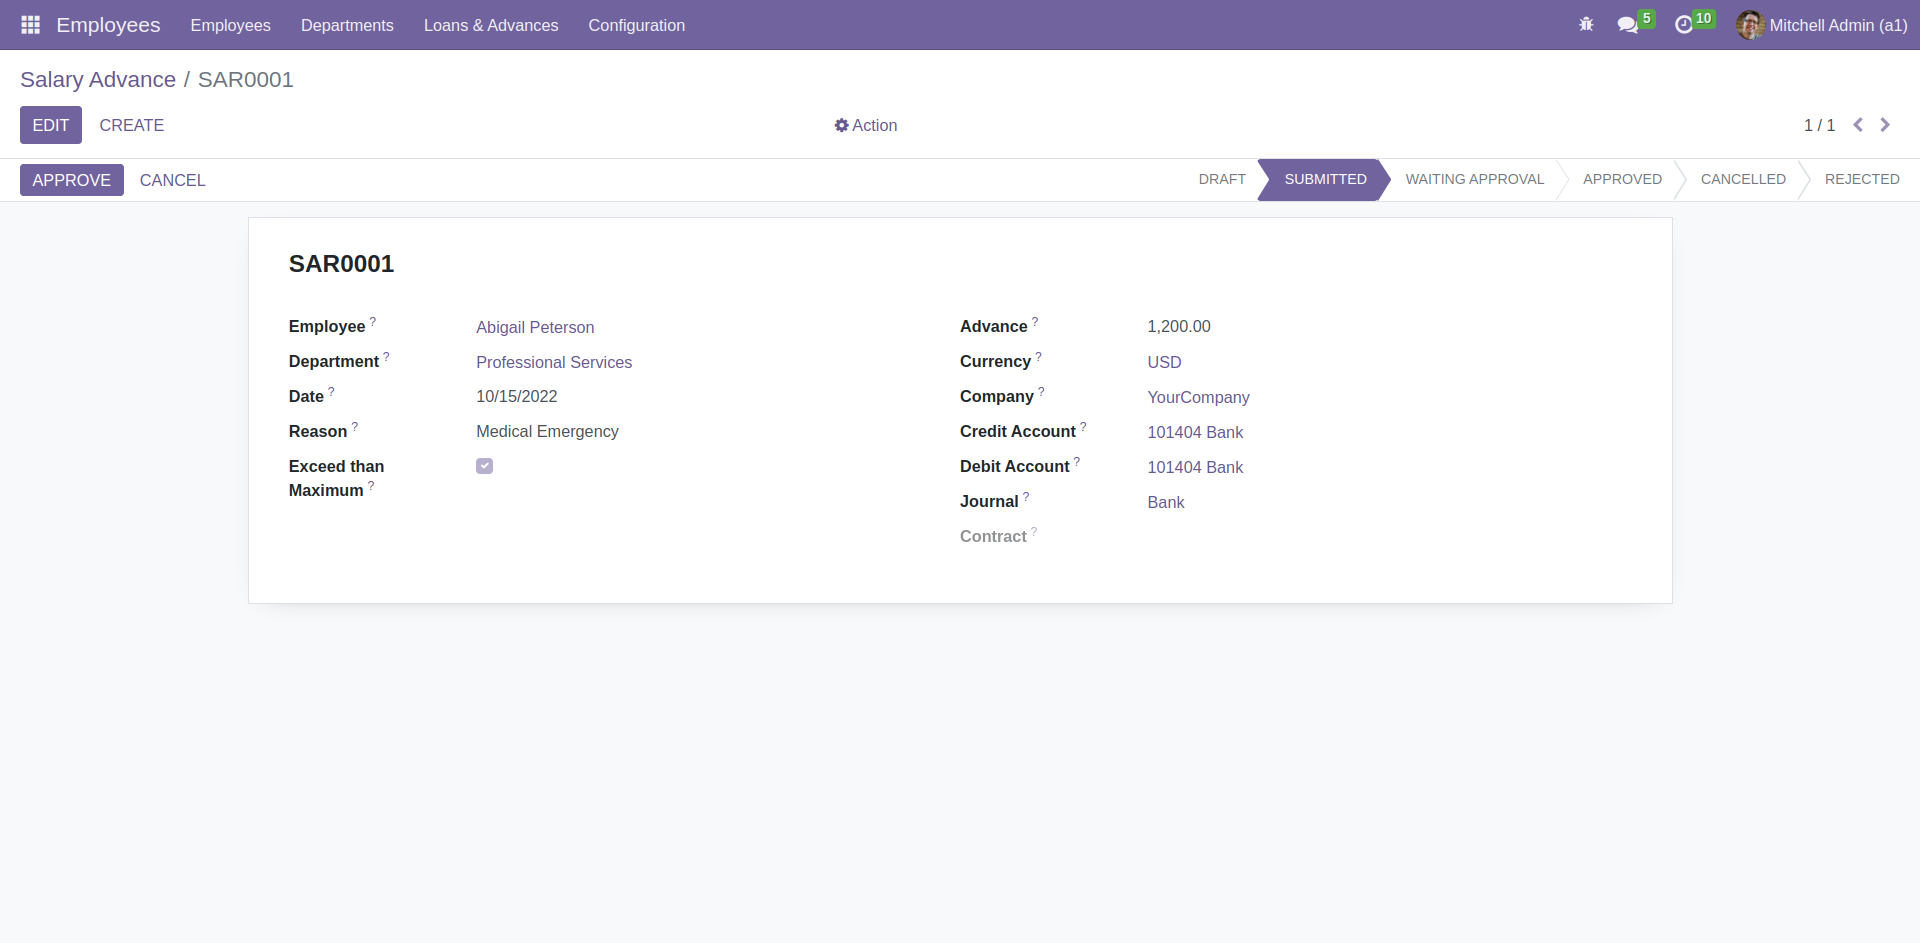 Employees Employees Departments Loans & Advances Configuration 5 10 Mitchell Admin (a1)
Salary Advance / SAR0001
EDIT CREATE Action 1 / 1
APPROVE CANCEL DRAFT SUBMITTED WAITING APPROVAL APPROVED CANCELLED REJECTED
SAR0001
Employee ? Abigail Peterson
Department ? Professional Services
Date ? 10/15/2022
Reason ? Medical Emergency
Exceed than
Maximum ?
Advance ? 1,200.00
Currency ? USD
Company ? YourCompany
Credit Account ? 101404 Bank
Debit Account ? 101404 Bank
Journal ? Bank
Contract ?